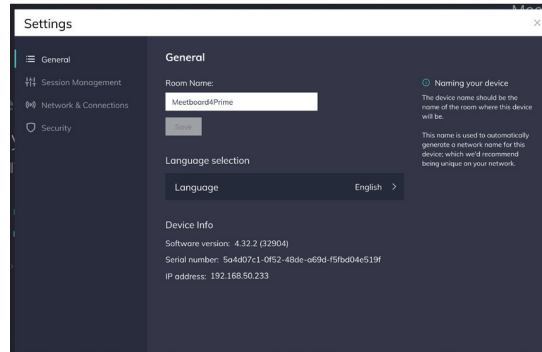 Settings
General
Session Management
Network & Connections
Security
General
Room Name:
Meetboard4Prime
Save
Language selection
Language English
Device Info
Software version: 4.32.2 (32904)
Serial number: 5a4d07c1-0f52-48de-a69d-f5fbd04e519f
IP address: 192.168.50.233
Naming your device
The device name should be the
name of the room where this device
will be.
This name is used to automatically
generate a network name for this
device; which we'd recommend
being unique on your network.